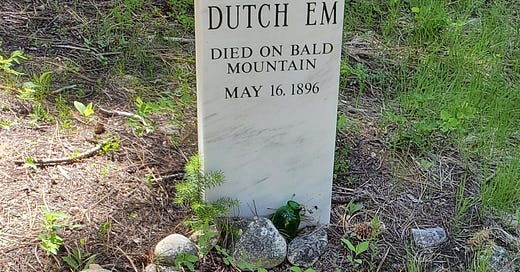 DUTCH EM
DIED ON BALD
MOUNTAIN
MAY 16, 1896